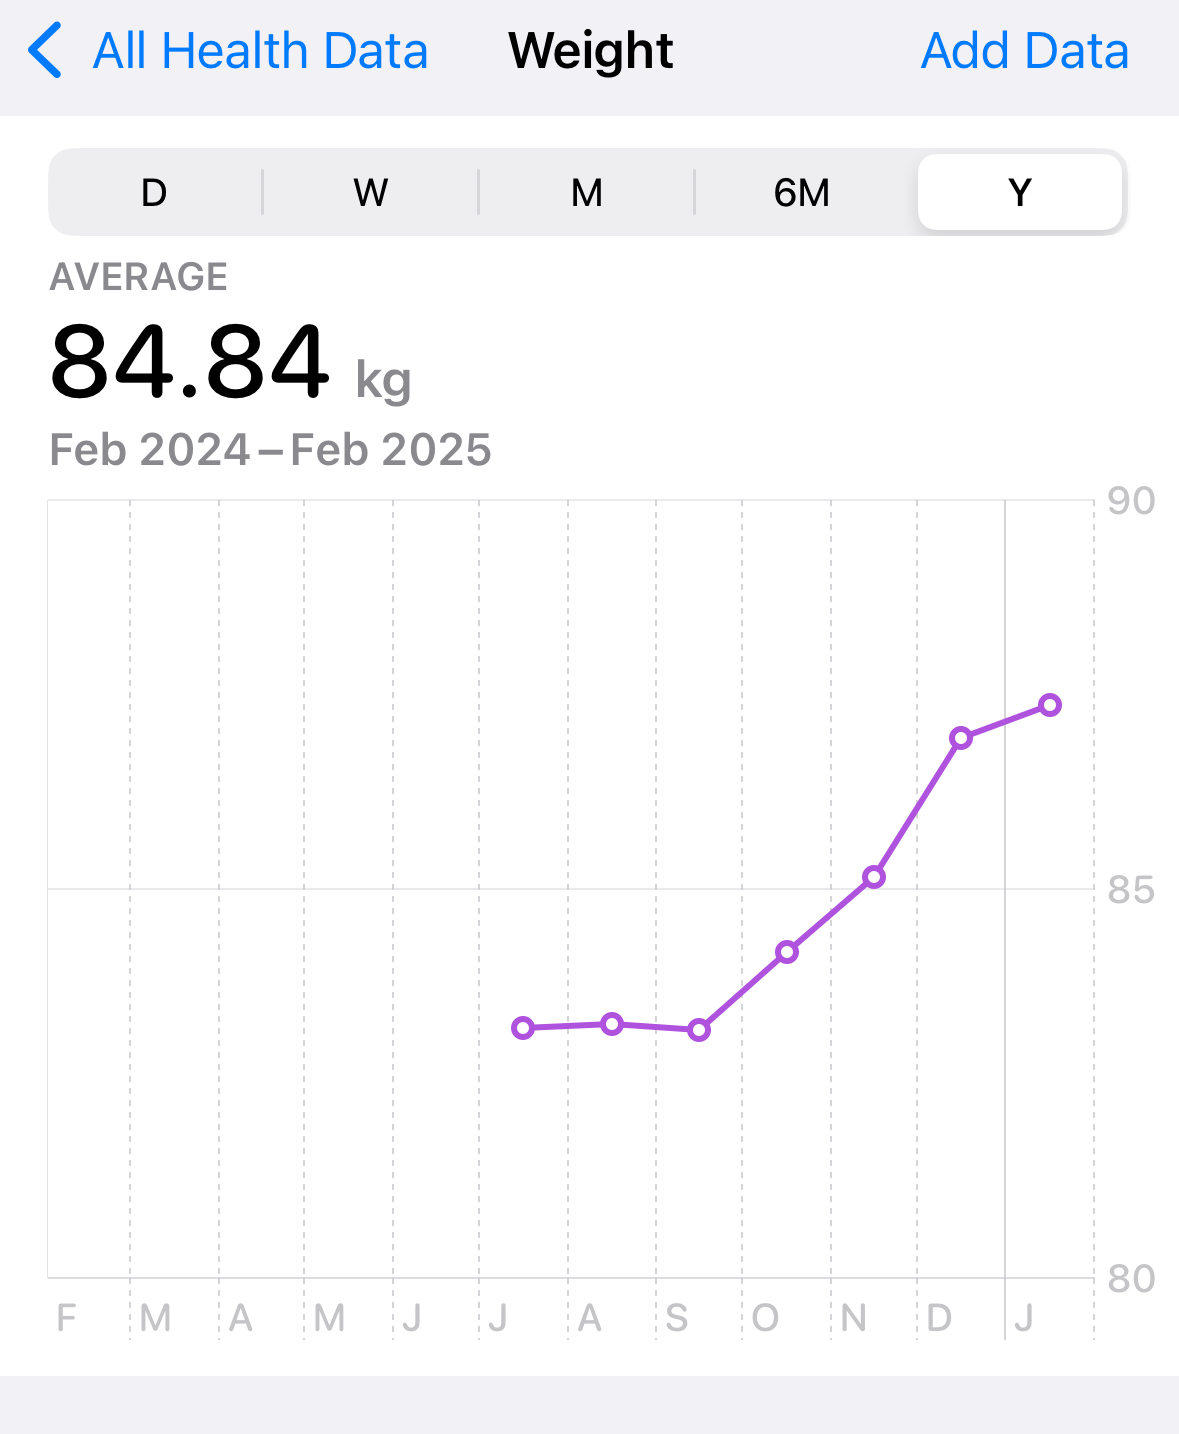 All Health Data Weight Add Data
D W M 6M Y
AVERAGE
84.84 kg
Feb 2024–Feb 2025
90
85
80
F M A M J J A S O N D J